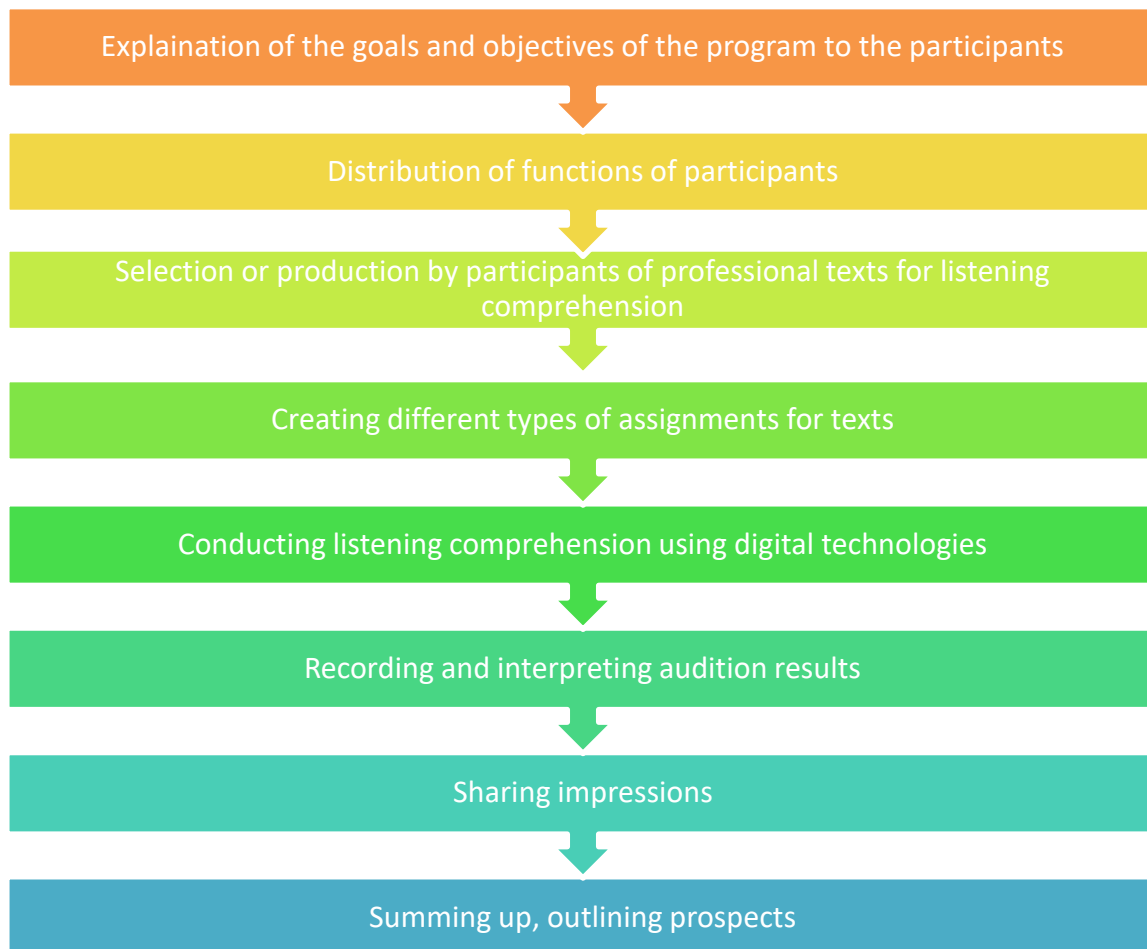 Explaination of the goals and objectives of the program to the participants
Distribution of functions of participants
Selection or production by participants of professional texts for listening
comprehension
Creating different types of assignments for texts
Conducting listening comprehension using digital technologies
Recording and interpreting audition results
Sharing impressions
Summing up, outlining prospects